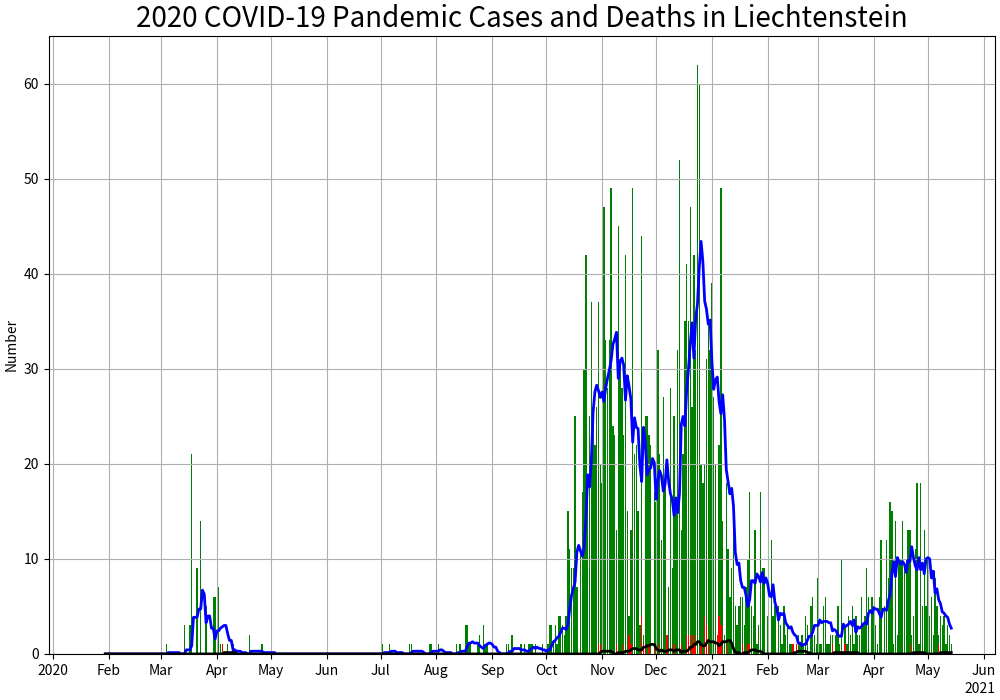 2020 COVID-19 Pandemic Cases and Deaths in Liechtenstein
Number
60
50
40
30
20
10
0
2020 Feb Mar Apr May Jun Jul Aug Sep Oct Nov Dec 2021 Feb Mar Apr May Jun
2021